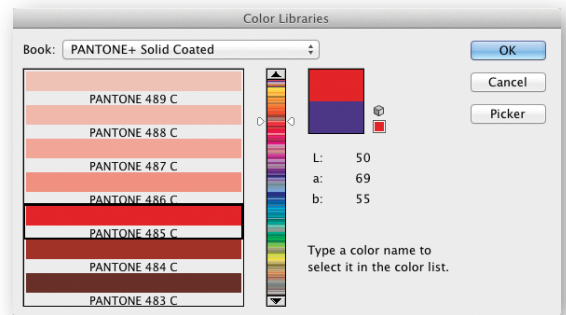 Color Libraries
Book: PANTONE+ Solid Coated
OK
Cancel
Picker
PANTONE 489 C
PANTONE 488 C
PANTONE 487 C
PANTONE 486 C
PANTONE 485 C
PANTONE 484 C
PANTONE 483 C
L: 50
a: 69
b: 55
Type a color name to
select it in the color list.